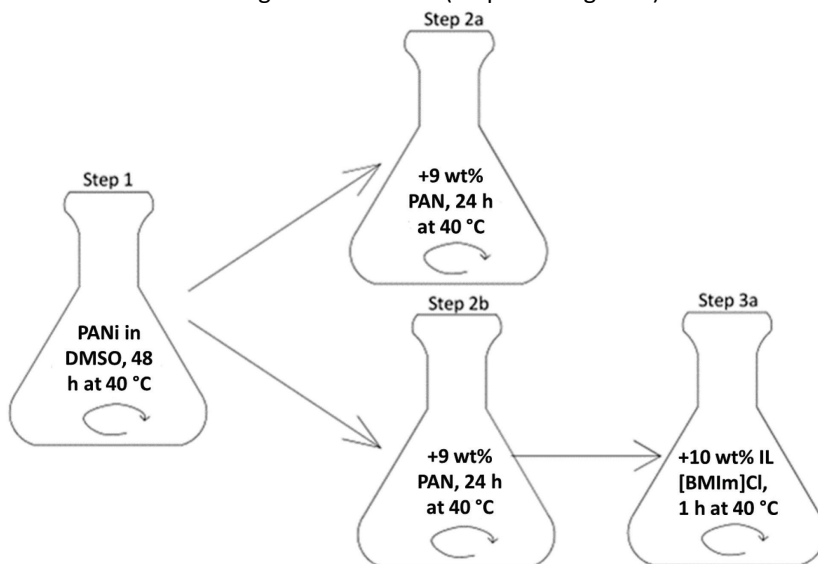 Step 2a
+9 wt%
PAN, 24 h
at 40 °C
Step 1
PANi in
DMSO, 48
h at 40 °C
Step 2b
+9 wt%
PAN, 24 h
at 40 °C
Step 3a
+10 wt% IL
[BMIm]Cl,
1 h at 40 °C